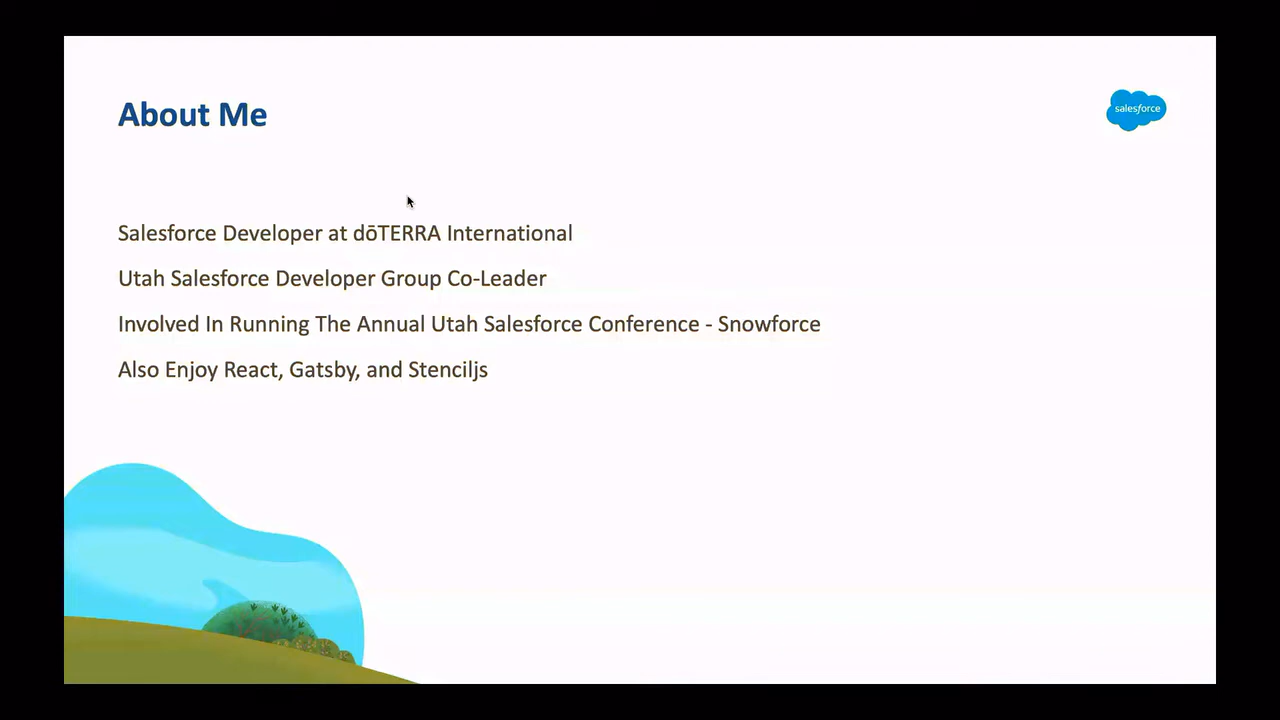 About Me
salesforce
Salesforce Developer at dōTERRA International
Utah Salesforce Developer Group Co-Leader
Involved In Running The Annual Utah Salesforce Conference - Snowforce
Also Enjoy React, Gatsby, and Stenciljs